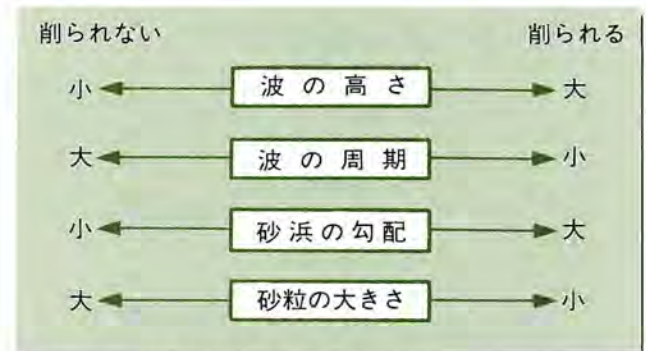 削られない 削られる
小 波の高さ 大
大 波の周期 小
小 砂浜の勾配 大
大 砂粒の大きさ 小